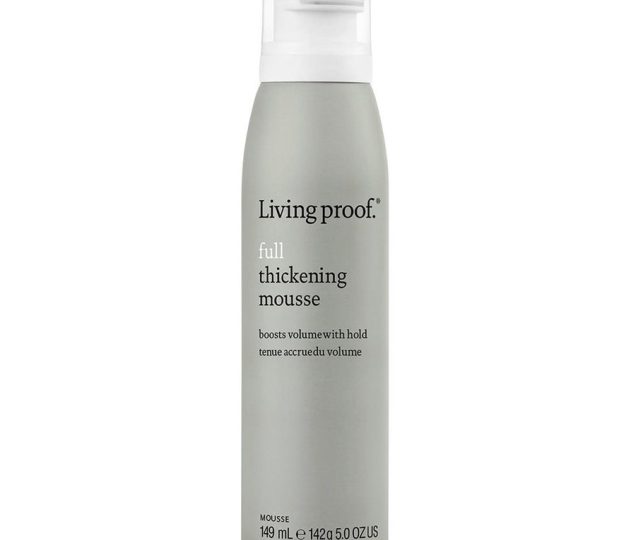 Living proof.®
full
thickening
mousse
boosts volume with hold
tenue accrue du volume
MOUSSE
149 mL ℮ 142g 5.0 OZ US